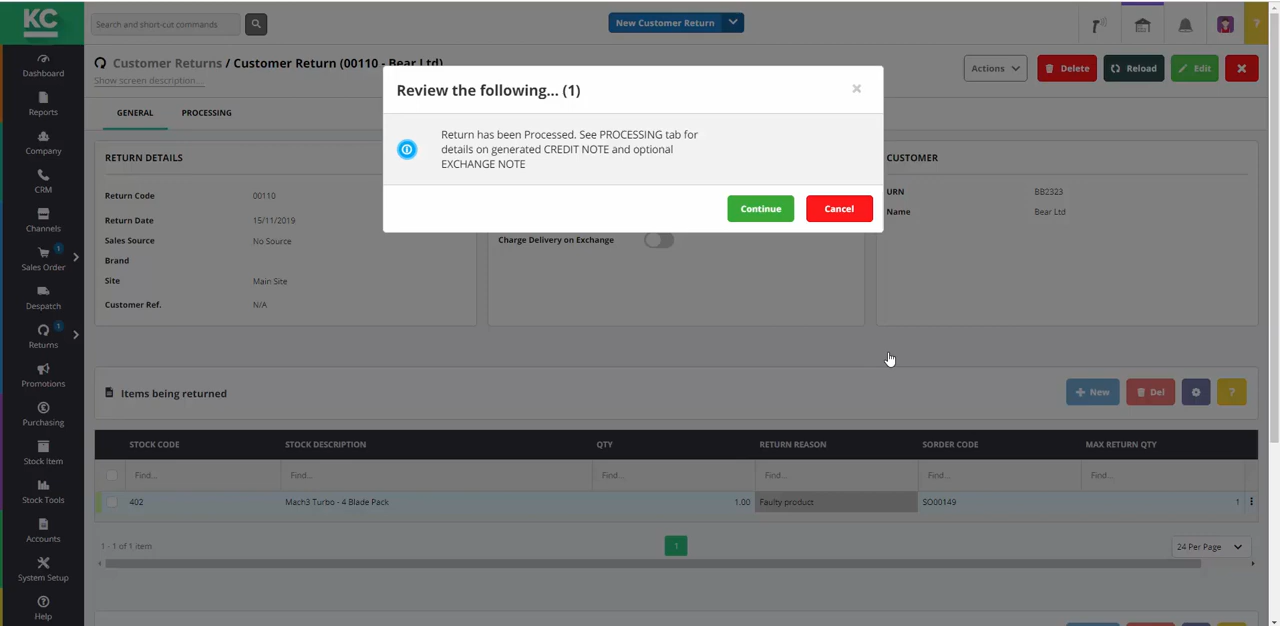 KC
Search and short-cut commands
New Customer Return
?
Customer Returns / Customer Return (00110 - Bear Ltd)
Show screen description...
Actions
Delete
Reload
Edit
GENERAL
PROCESSING
Dashboard
Reports
Company
CRM
Channels
Sales Order
1
Despatch
Returns
1
Promotions
Purchasing
Stock Item
Stock Tools
Accounts
System Setup
Help
Review the following... (1)
×
Return has been Processed. See PROCESSING tab for
details on generated CREDIT NOTE and optional
EXCHANGE NOTE
Continue
Cancel
RETURN DETAILS
Return Code 00110
Return Date 15/11/2019
Sales Source No Source
Brand
Site Main Site
Customer Ref. N/A
Charge Delivery on Exchange
CUSTOMER
URN BB2323
Name Bear Ltd
Items being returned
+ New
Del
?
STOCK CODE STOCK DESCRIPTION QTY RETURN REASON SORDER CODE MAX RETURN QTY
Find... Find... Find... Find... Find... Find...
402 Mach3 Turbo - 4 Blade Pack 1.00 Faulty product SO00149 1
1 - 1 of 1 item
1
24 Per Page